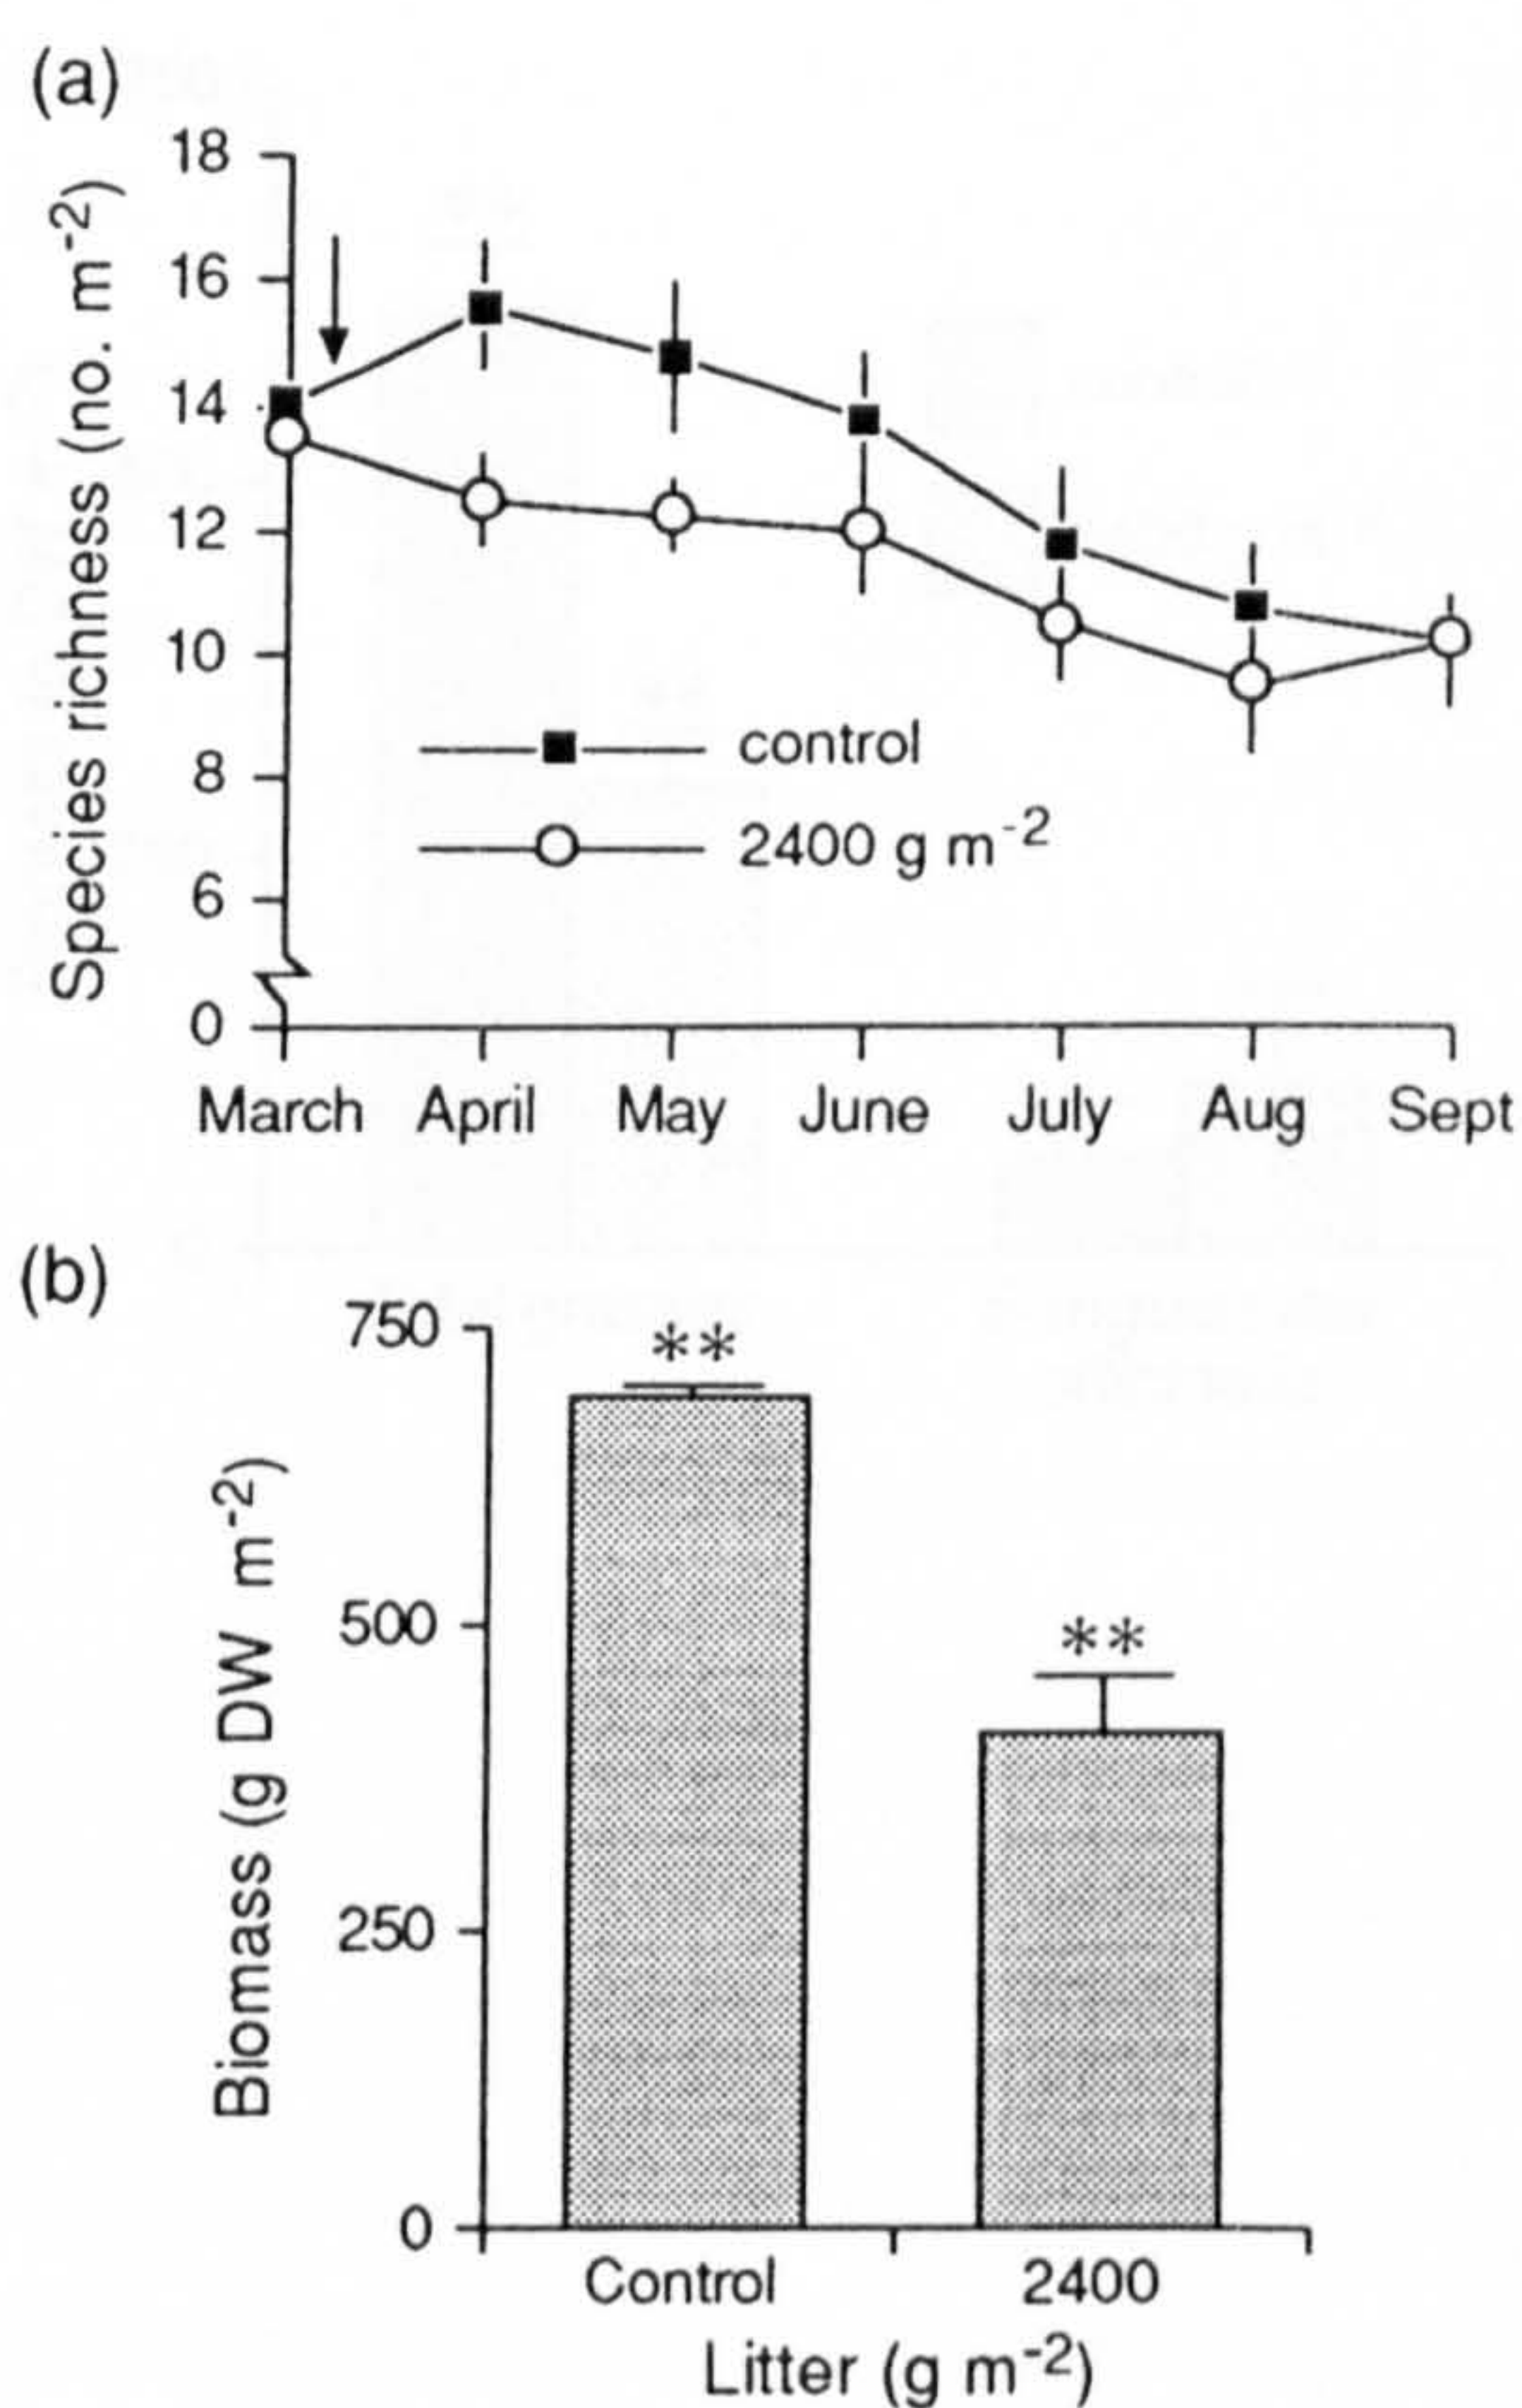 (a)
Species richness (no. m⁻²)
18
16
14
12
10
8
6
0
control
2400 g m⁻²
March April May June July Aug Sept
(b)
Biomass (g DW m⁻²)
750
500
250
0
**
**
Control 2400
Litter (g m⁻²)